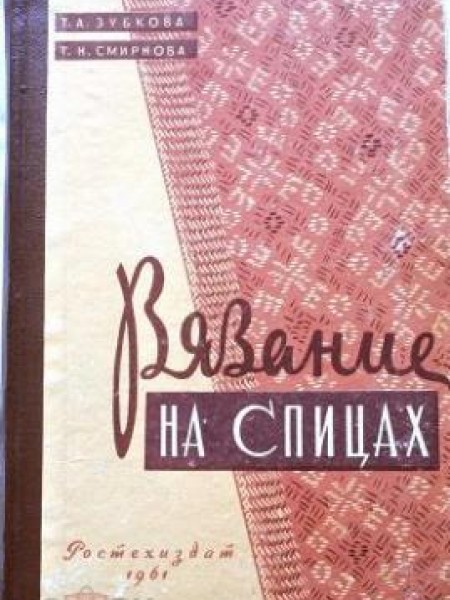 Т. А. ЗУБКОВА
Т. Н. СМИРНОВА
Вязание
НА СПИЦАХ
Ростехиздат
1961